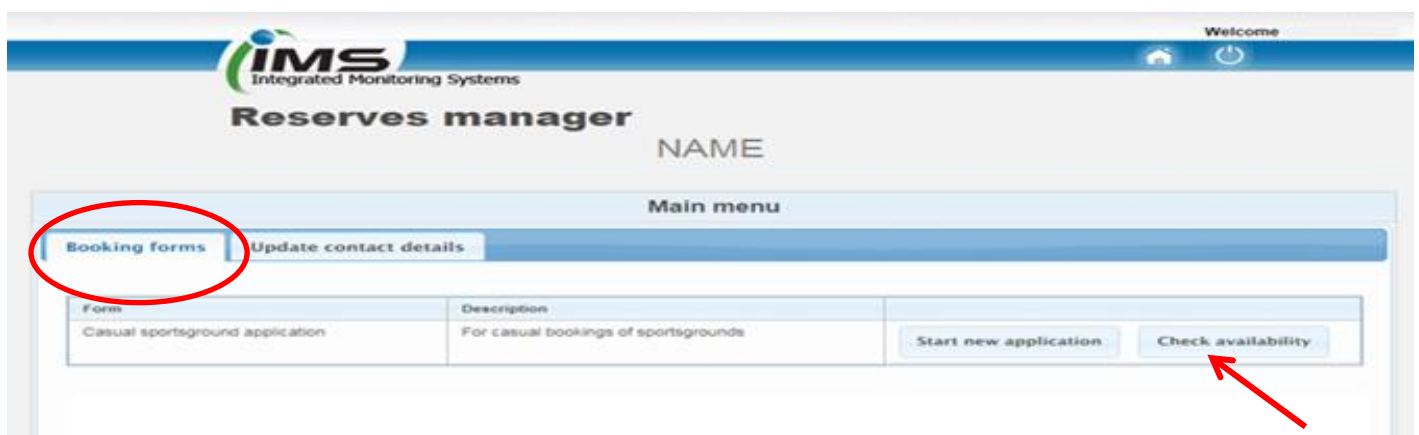 Welcome
iMS
Integrated Monitoring Systems
Reserves manager
NAME
Main menu
Booking forms Update contact details
Form Description
Casual sportsground application For casual bookings of sportsgrounds Start new application Check availability